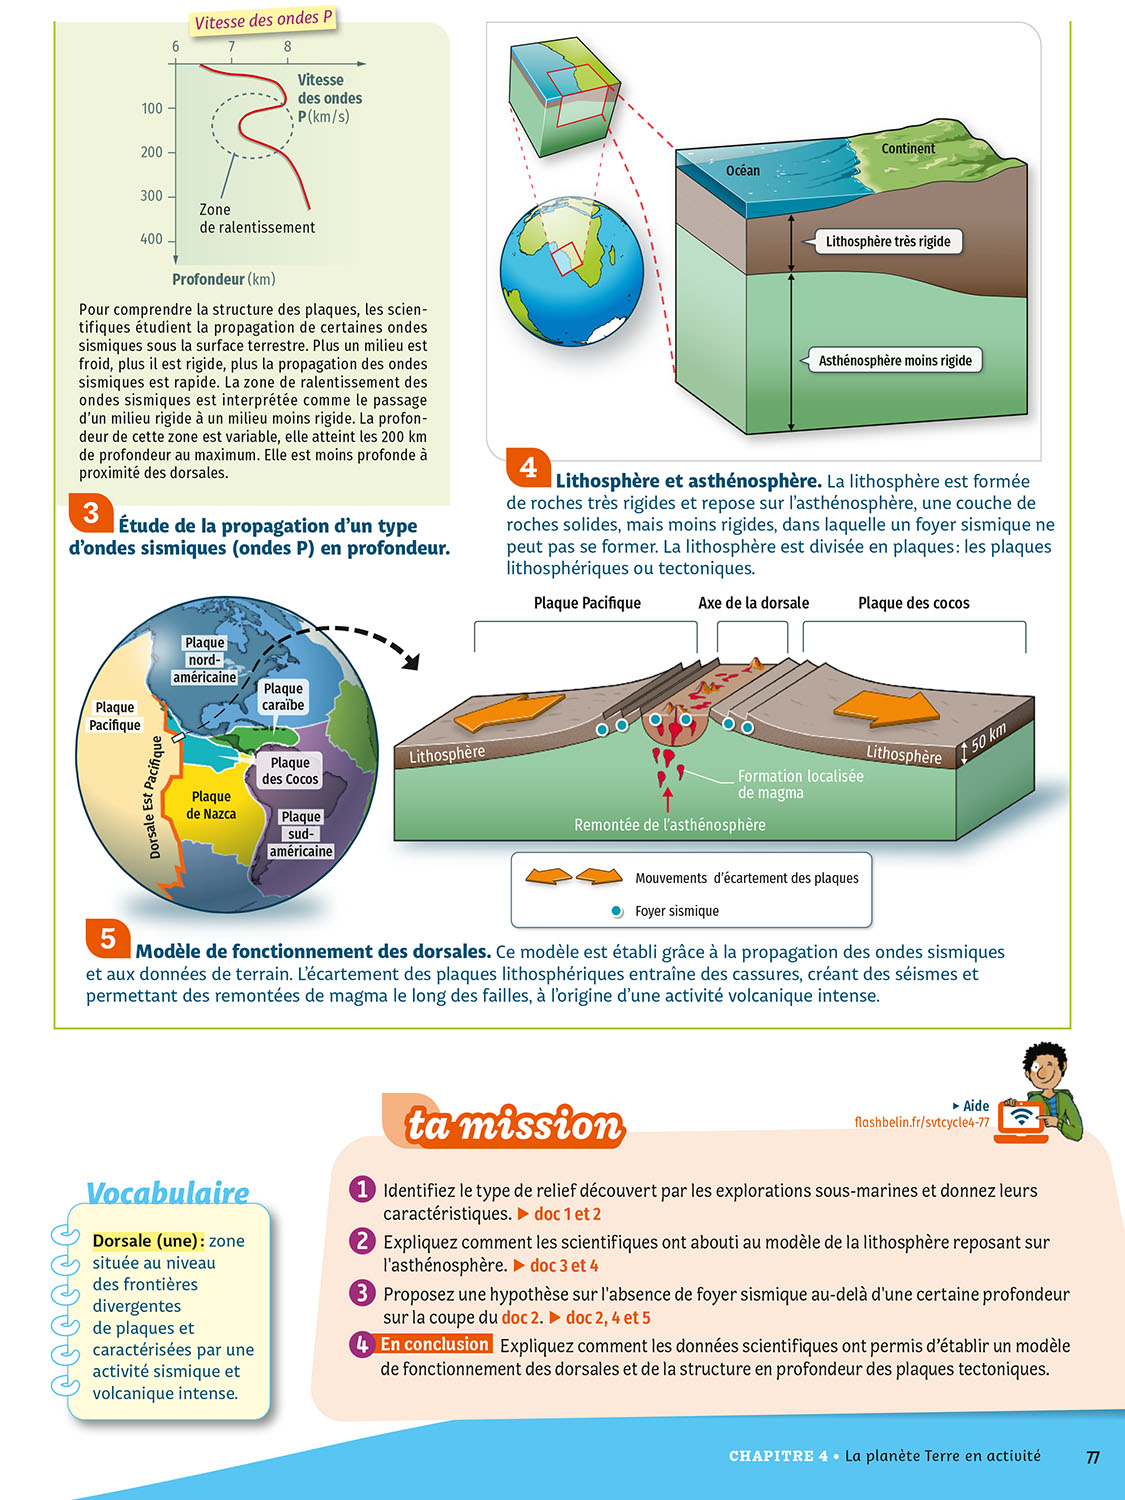 Vitesse des ondes P
6 7 8
Vitesse
des ondes
P (km/s)
100
200
300
400
Zone
de ralentissement
Profondeur (km)
Pour comprendre la structure des plaques, les scien-
tifiques étudient la propagation de certaines ondes
sismiques sous la surface terrestre. Plus un milieu est
froid, plus il est rigide, plus la propagation des ondes
sismiques est rapide. La zone de ralentissement des
ondes sismiques est interprétée comme le passage
d'un milieu rigide à un milieu moins rigide. La profon-
deur de cette zone est variable, elle atteint les 200 km
de profondeur au maximum. Elle est moins profonde à
proximité des dorsales.
3 Étude de la propagation d'un type
d'ondes sismiques (ondes P) en profondeur.
Océan
Continent
Lithosphère très rigide
Asthénosphère moins rigide
4 Lithosphère et asthénosphère. La lithosphère est formée
de roches très rigides et repose sur l'asthénosphère, une couche de
roches solides, mais moins rigides, dans laquelle un foyer sismique ne
peut pas se former. La lithosphère est divisée en plaques : les plaques
lithosphériques ou tectoniques.
Plaque
nord-
américaine
Plaque
Pacifique
Plaque
caraïbe
Plaque
des Cocos
Dorsale Est Pacifique
Plaque
de Nazca
Plaque
sud-
américaine
Plaque Pacifique
Axe de la dorsale
Plaque des cocos
Lithosphère
Lithosphère
50 km
Formation localisée
de magma
Remontée de l'asthénosphère
Mouvements d'écartement des plaques
Foyer sismique
5 Modèle de fonctionnement des dorsales. Ce modèle est établi grâce à la propagation des ondes sismiques
et aux données de terrain. L'écartement des plaques lithosphériques entraîne des cassures, créant des séismes et
permettant des remontées de magma le long des failles, à l'origine d'une activité volcanique intense.
ta mission
▸ Aide
flashbelin.fr/svtcycle4-77
Vocabulaire
Dorsale (une) : zone
située au niveau
des frontières
divergentes
de plaques et
caractérisées par une
activité sismique et
volcanique intense.
1 Identifiez le type de relief découvert par les explorations sous-marines et donnez leurs
caractéristiques. ▶ doc 1 et 2
2 Expliquez comment les scientifiques ont abouti au modèle de la lithosphère reposant sur
l'asthénosphère. ▶ doc 3 et 4
3 Proposez une hypothèse sur l'absence de foyer sismique au-delà d'une certaine profondeur
sur la coupe du doc 2. ▶ doc 2, 4 et 5
4 En conclusion Expliquez comment les données scientifiques ont permis d'établir un modèle
de fonctionnement des dorsales et de la structure en profondeur des plaques tectoniques.
CHAPITRE 4 • La planète Terre en activité 77